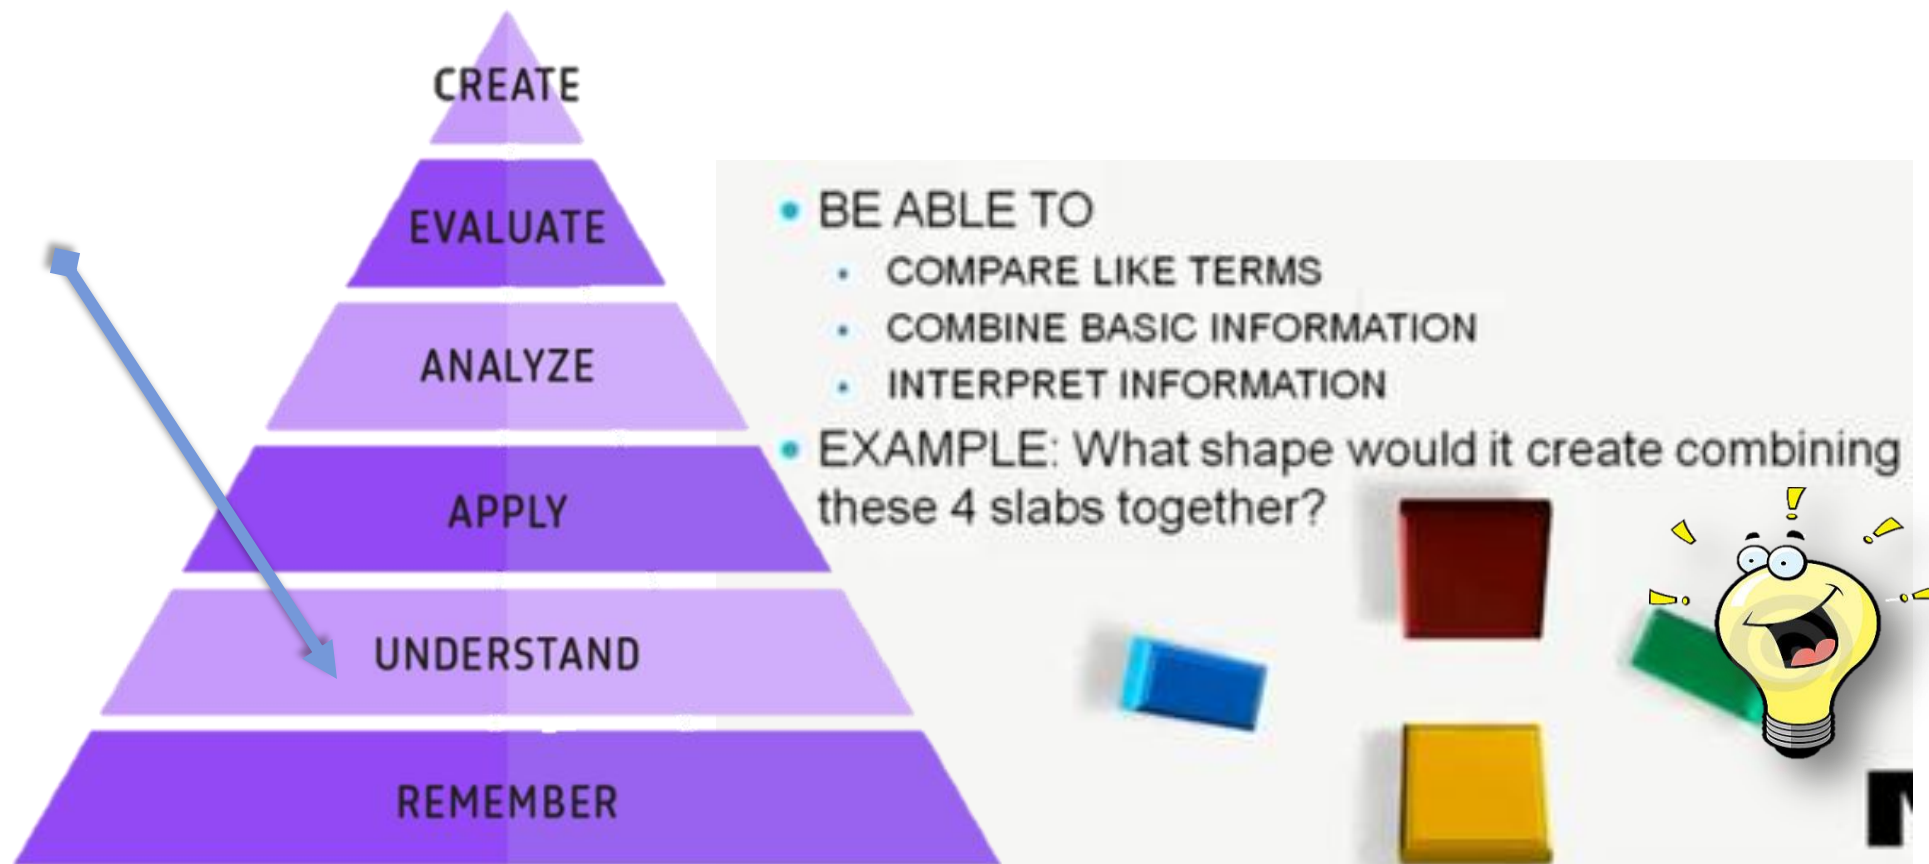 CREATE
EVALUATE
ANALYZE
APPLY
UNDERSTAND
REMEMBER
BE ABLE TO
COMPARE LIKE TERMS
COMBINE BASIC INFORMATION
INTERPRET INFORMATION
EXAMPLE: What shape would it create combining
these 4 slabs together?